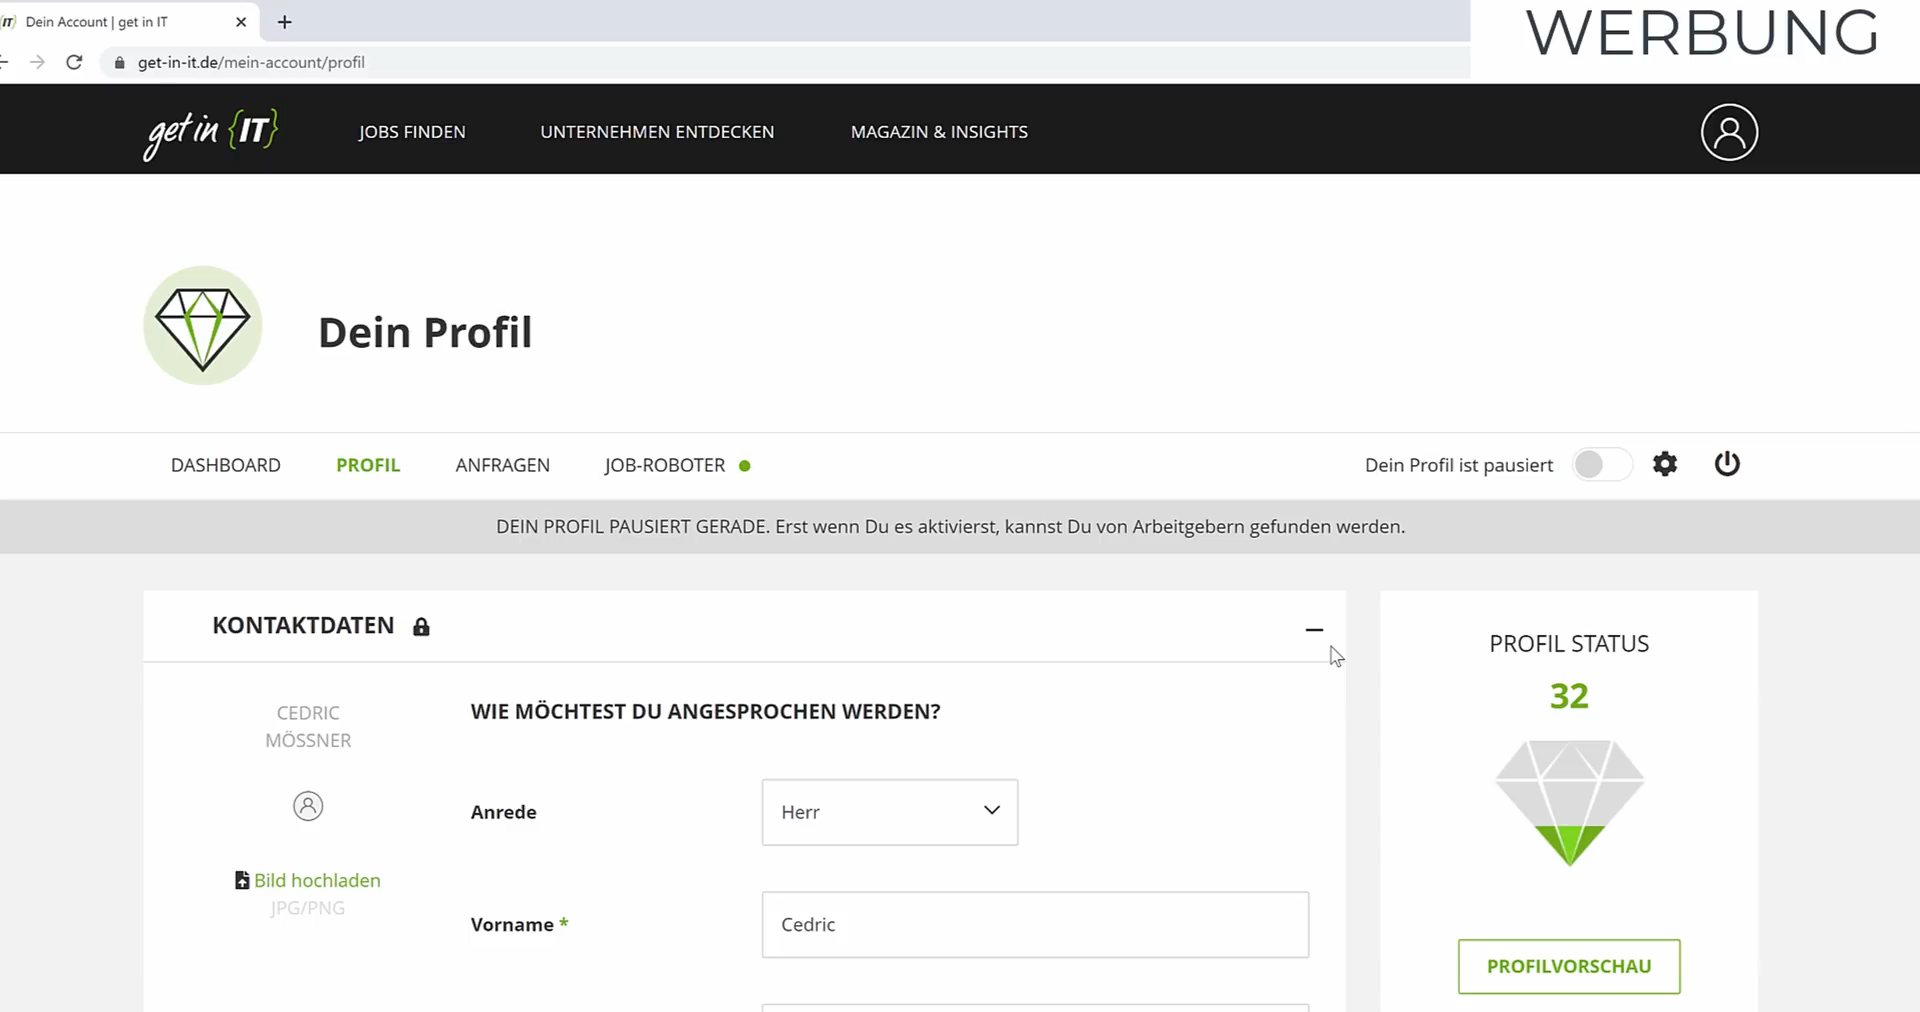 Dein Account | get in IT
WERBUNG
get-in-it.de/mein-account/profil
get in {IT}
JOBS FINDEN
UNTERNEHMEN ENTDECKEN
MAGAZIN & INSIGHTS
Dein Profil
DASHBOARD
PROFIL
ANFRAGEN
JOB-ROBOTER
Dein Profil ist pausiert
DEIN PROFIL PAUSIERT GERADE. Erst wenn Du es aktivierst, kannst Du von Arbeitgebern gefunden werden.
KONTAKTDATEN
CEDRIC
MÖSSNER
Bild hochladen
JPG/PNG
WIE MÖCHTEST DU ANGESPROCHEN WERDEN?
Anrede
Herr
Vorname *
Cedric
PROFIL STATUS
32
PROFILVORSCHAU